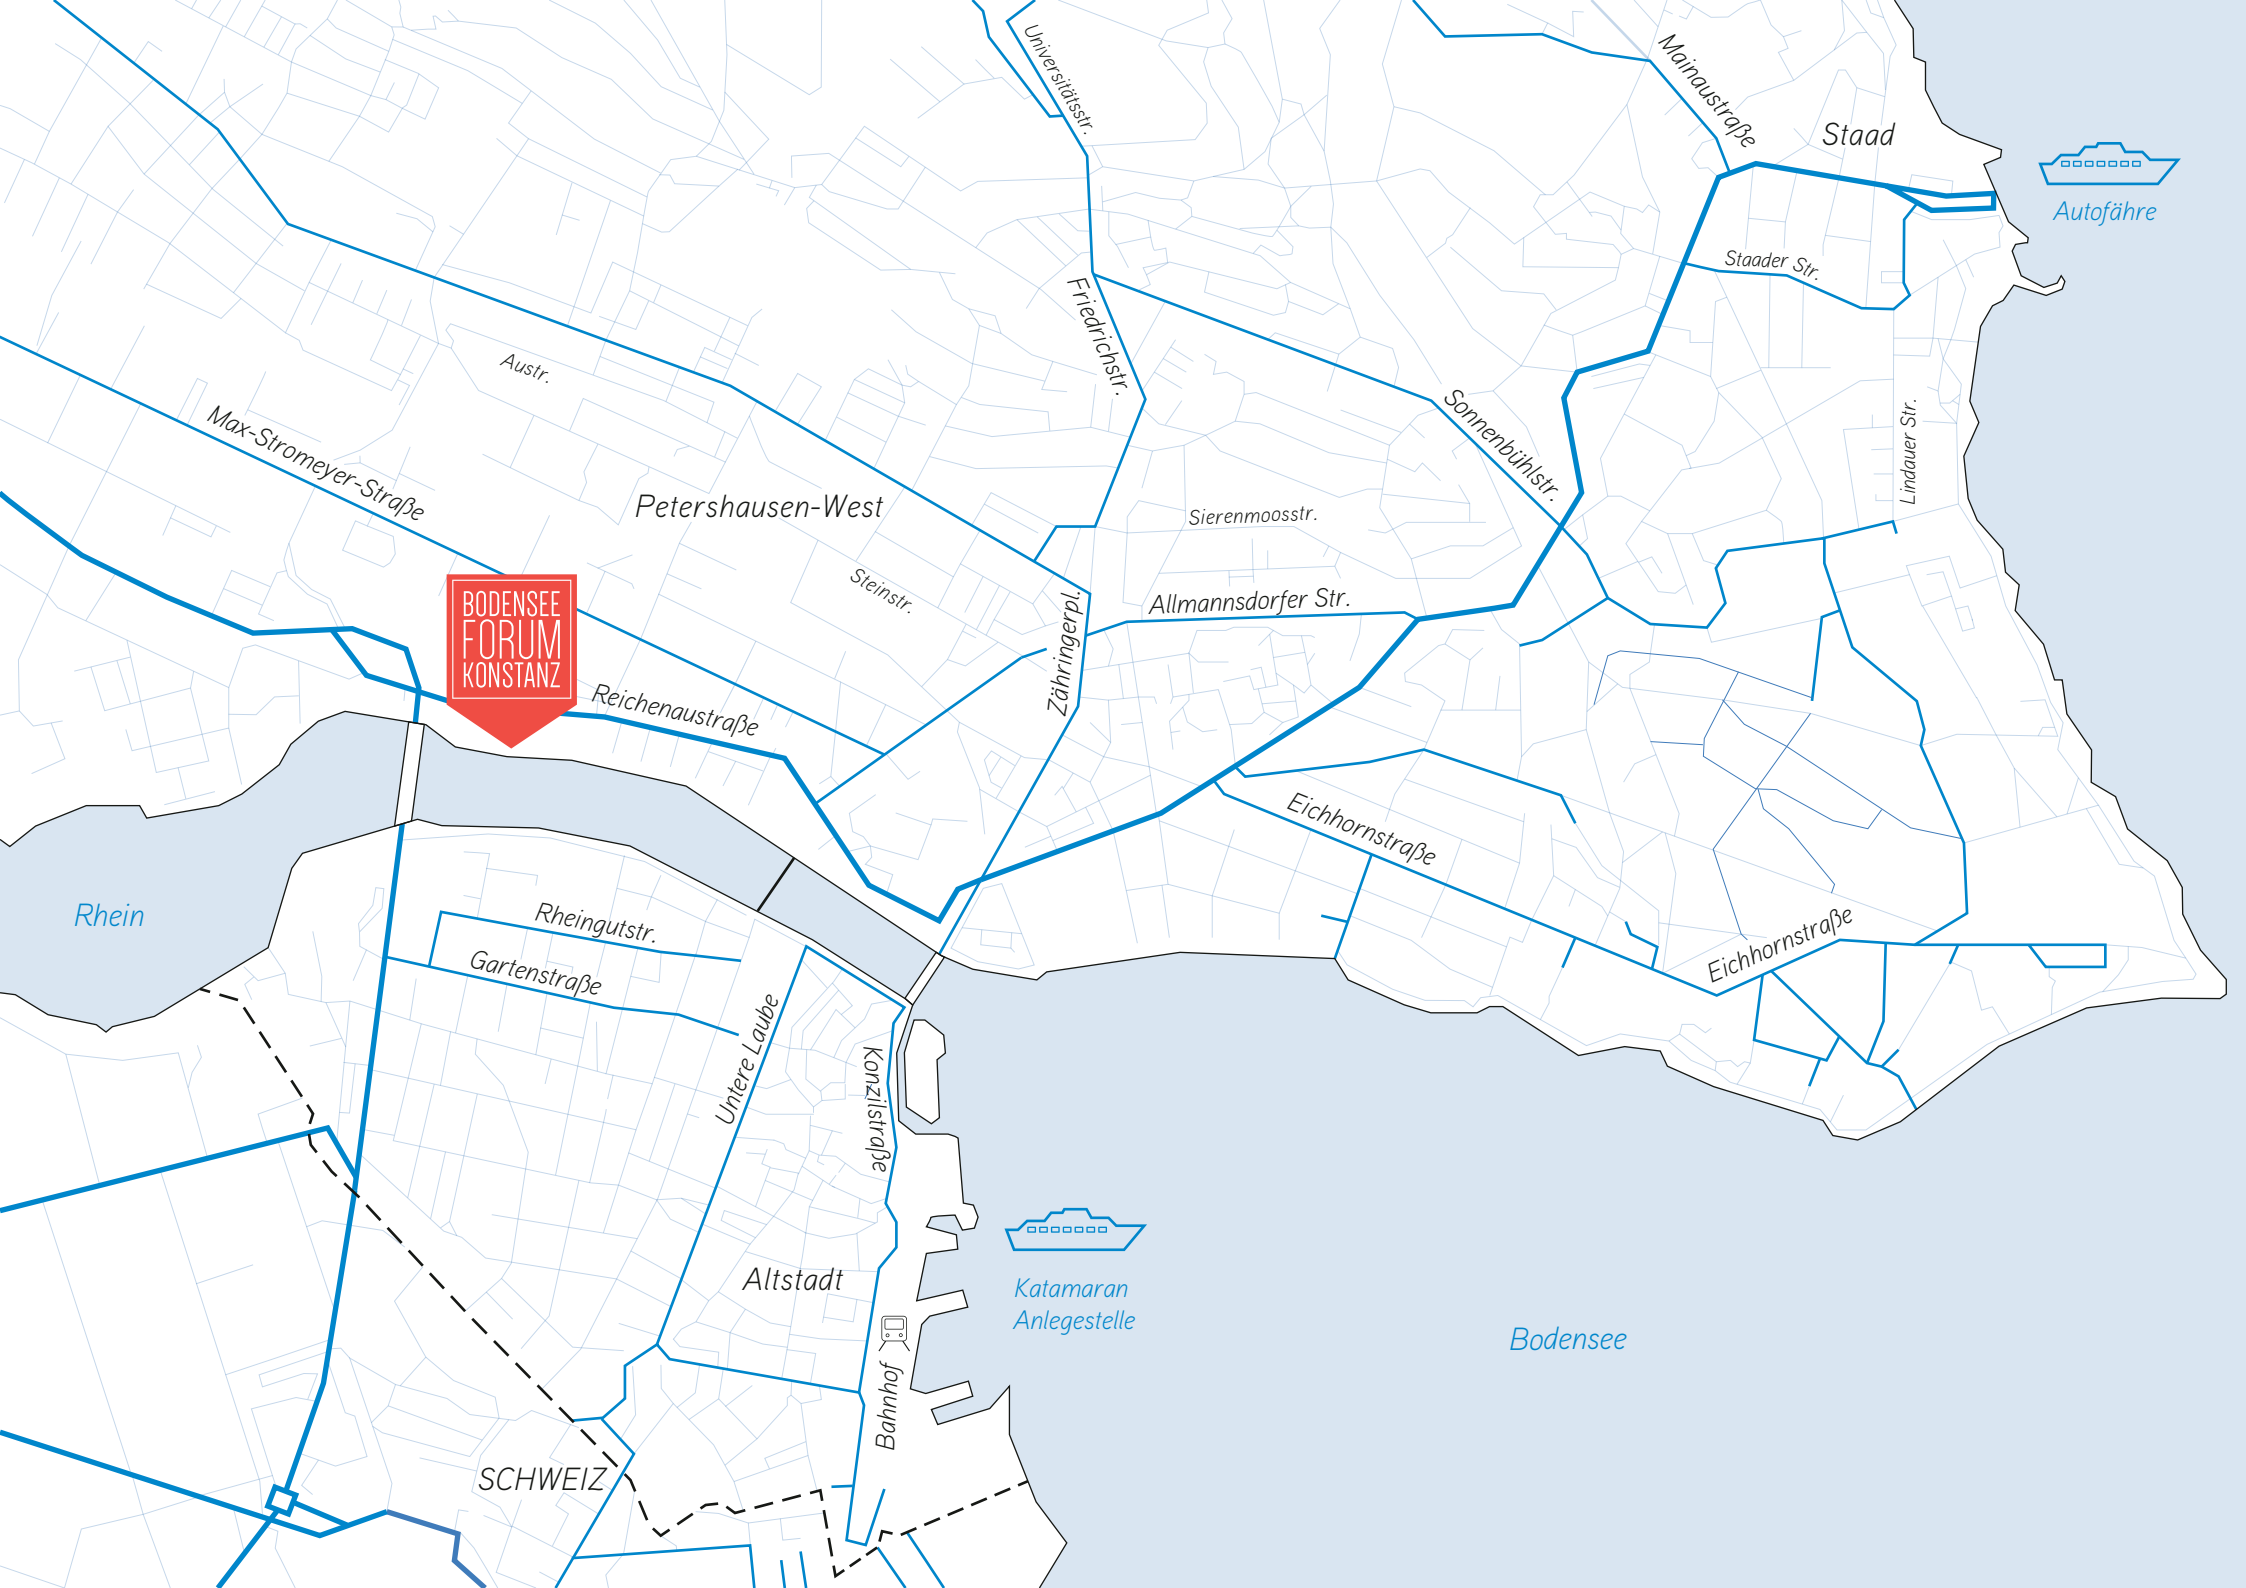 Universitätsstr.
Mainaustraße
Staad
Autofähre
Staader Str.
Friedrichstr.
Austr.
Max-Stromeyer-Straße
Sonnenbühlstr.
Lindauer Str.
Petershausen-West
Sierenmoosstr.
Steinstr.
Allmannsdorfer Str.
BODENSEE
FORUM
KONSTANZ
Zähringerpl.
Reichenaustraße
Eichhornstraße
Rhein
Rheingutstr.
Gartenstraße
Eichhornstraße
Untere Laube
Konzilstraße
Altstadt
Katamaran
Anlegestelle
Bodensee
Bahnhof
SCHWEIZ